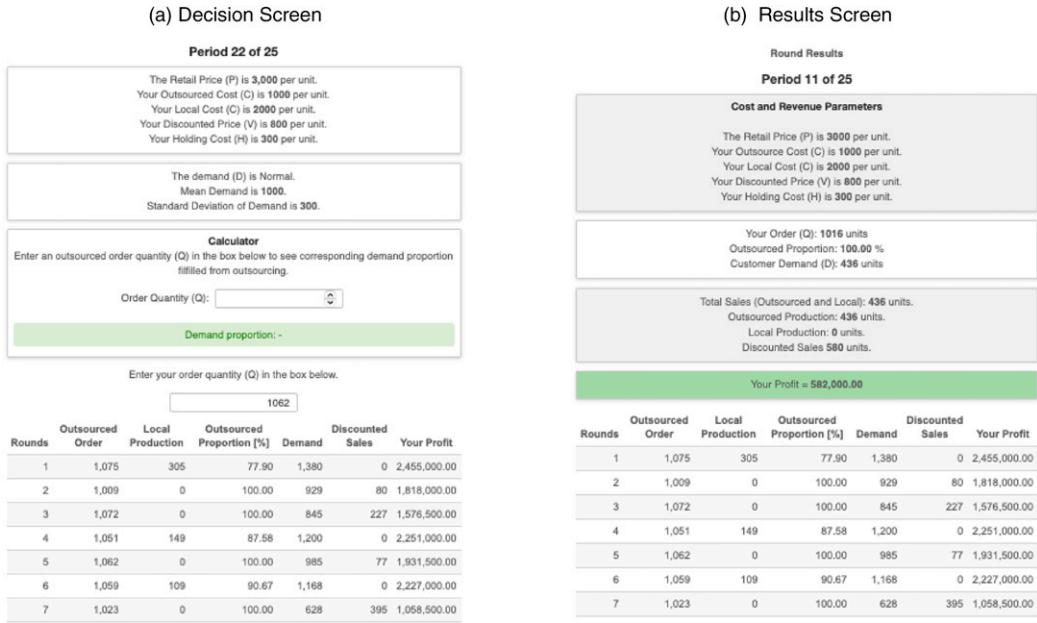 (a) Decision Screen
Period 22 of 25
The Retail Price (P) is 3,000 per unit.
Your Outsourced Cost (C) is 1000 per unit.
Your Local Cost (C) is 2000 per unit.
Your Discounted Price (V) is 800 per unit.
Your Holding Cost (H) is 300 per unit.
The demand (D) is Normal.
Mean Demand is 1000.
Standard Deviation of Demand is 300.
Calculator
Enter an outsourced order quantity (Q) in the box below to see corresponding demand proportion
filfilled from outsourcing.
Order Quantity (Q):
Demand proportion: -
Enter your order quantity (Q) in the box below.
1062
Outsourced Local Outsourced Discounted
Rounds Order Production Proportion [%] Demand Sales Your Profit
1 1,075 305 77.90 1,380 0 2,455,000.00
2 1,009 0 100.00 929 80 1,818,000.00
3 1,072 0 100.00 845 227 1,576,500.00
4 1,051 149 87.58 1,200 0 2,251,000.00
5 1,062 0 100.00 985 77 1,931,500.00
6 1,059 109 90.67 1,168 0 2,227,000.00
7 1,023 0 100.00 628 395 1,058,500.00
(b) Results Screen
Round Results
Period 11 of 25
Cost and Revenue Parameters
The Retail Price (P) is 3000 per unit.
Your Outsource Cost (C) is 1000 per unit.
Your Local Cost (C) is 2000 per unit.
Your Discounted Price (V) is 800 per unit.
Your Holding Cost (H) is 300 per unit.
Your Order (Q): 1016 units
Outsourced Proportion: 100.00 %
Customer Demand (D): 436 units
Total Sales (Outsourced and Local): 436 units.
Outsourced Production: 436 units.
Local Production: 0 units.
Discounted Sales 580 units.
Your Profit = 582,000.00
Outsourced Local Outsourced Discounted
Rounds Order Production Proportion [%] Demand Sales Your Profit
1 1,075 305 77.90 1,380 0 2,455,000.00
2 1,009 0 100.00 929 80 1,818,000.00
3 1,072 0 100.00 845 227 1,576,500.00
4 1,051 149 87.58 1,200 0 2,251,000.00
5 1,062 0 100.00 985 77 1,931,500.00
6 1,059 109 90.67 1,168 0 2,227,000.00
7 1,023 0 100.00 628 395 1,058,500.00